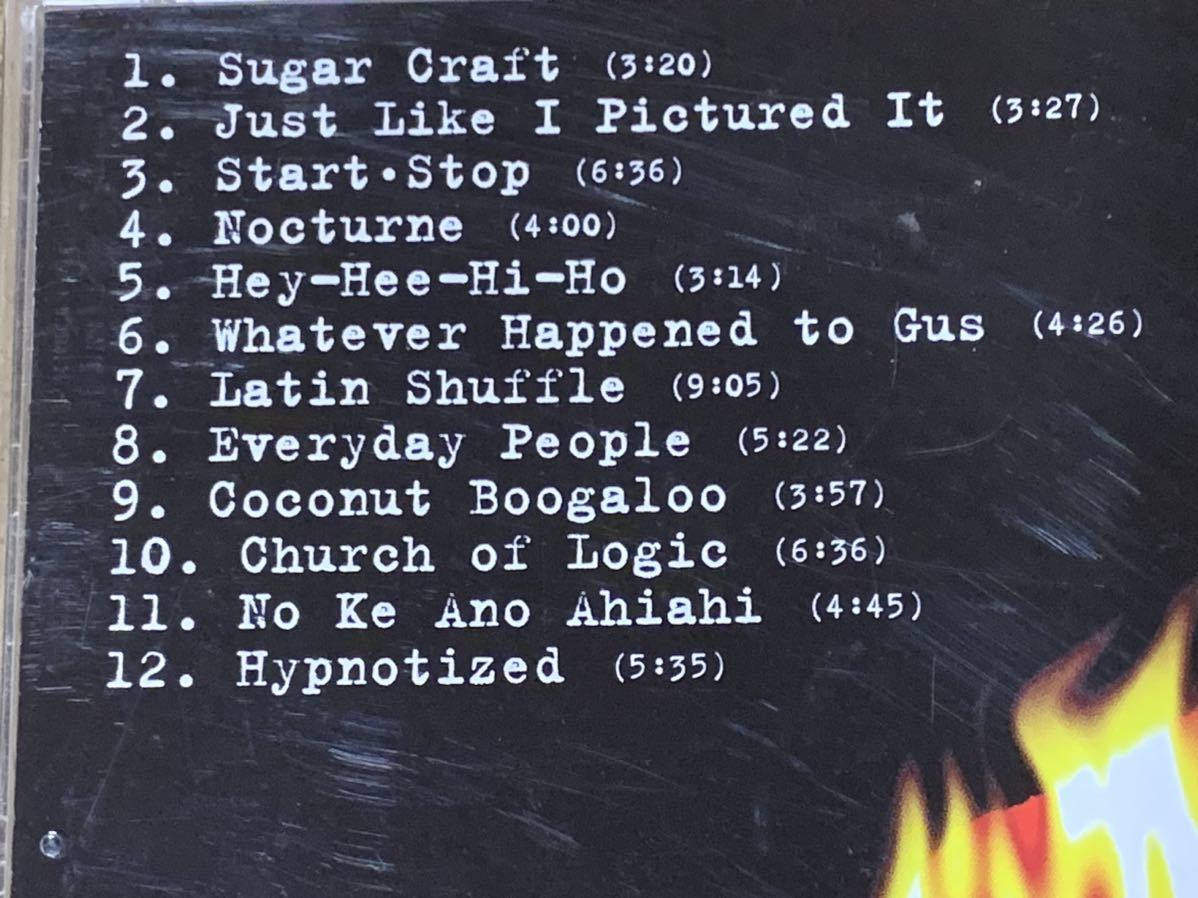 1. Sugar Craft (3:20)
2. Just Like I Pictured It (3:27)
3. Start•Stop (6:36)
4. Nocturne (4:00)
5. Hey-Hee-Hi-Ho (3:14)
6. Whatever Happened to Gus (4:26)
7. Latin Shuffle (9:05)
8. Everyday People (5:22)
9. Coconut Boogaloo (3:57)
10. Church of Logic (6:36)
11. No Ke Ano Ahiahi (4:45)
12. Hypnotized (5:35)